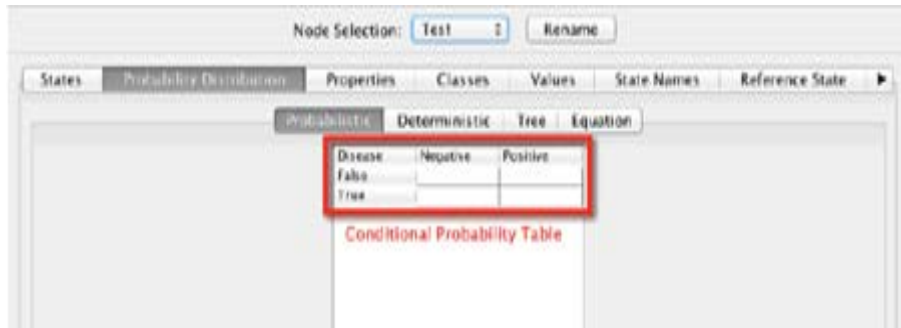 Node Selection: Test Rename
States Probability Distribution Properties Classes Values State Names Reference State
Probabilistic Deterministic Tree Equation
Disease Negative Positive
False
True
Conditional Probability Table